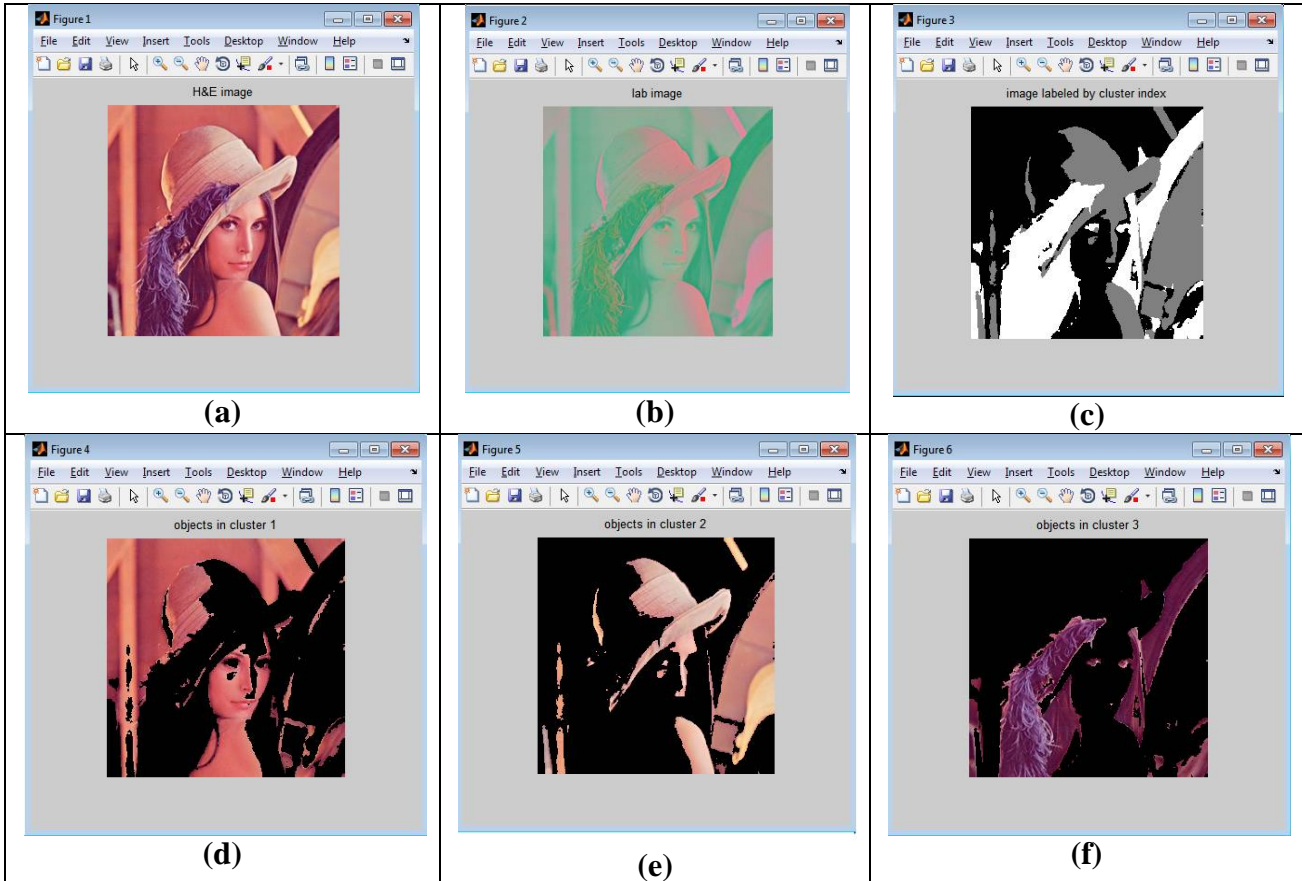 Figure 1
File Edit View Insert Tools Desktop Window Help
H&E image
(a)
Figure 2
File Edit View Insert Tools Desktop Window Help
lab image
(b)
Figure 3
File Edit View Insert Tools Desktop Window Help
image labeled by cluster index
(c)
Figure 4
File Edit View Insert Tools Desktop Window Help
objects in cluster 1
(d)
Figure 5
File Edit View Insert Tools Desktop Window Help
objects in cluster 2
(e)
Figure 6
File Edit View Insert Tools Desktop Window Help
objects in cluster 3
(f)